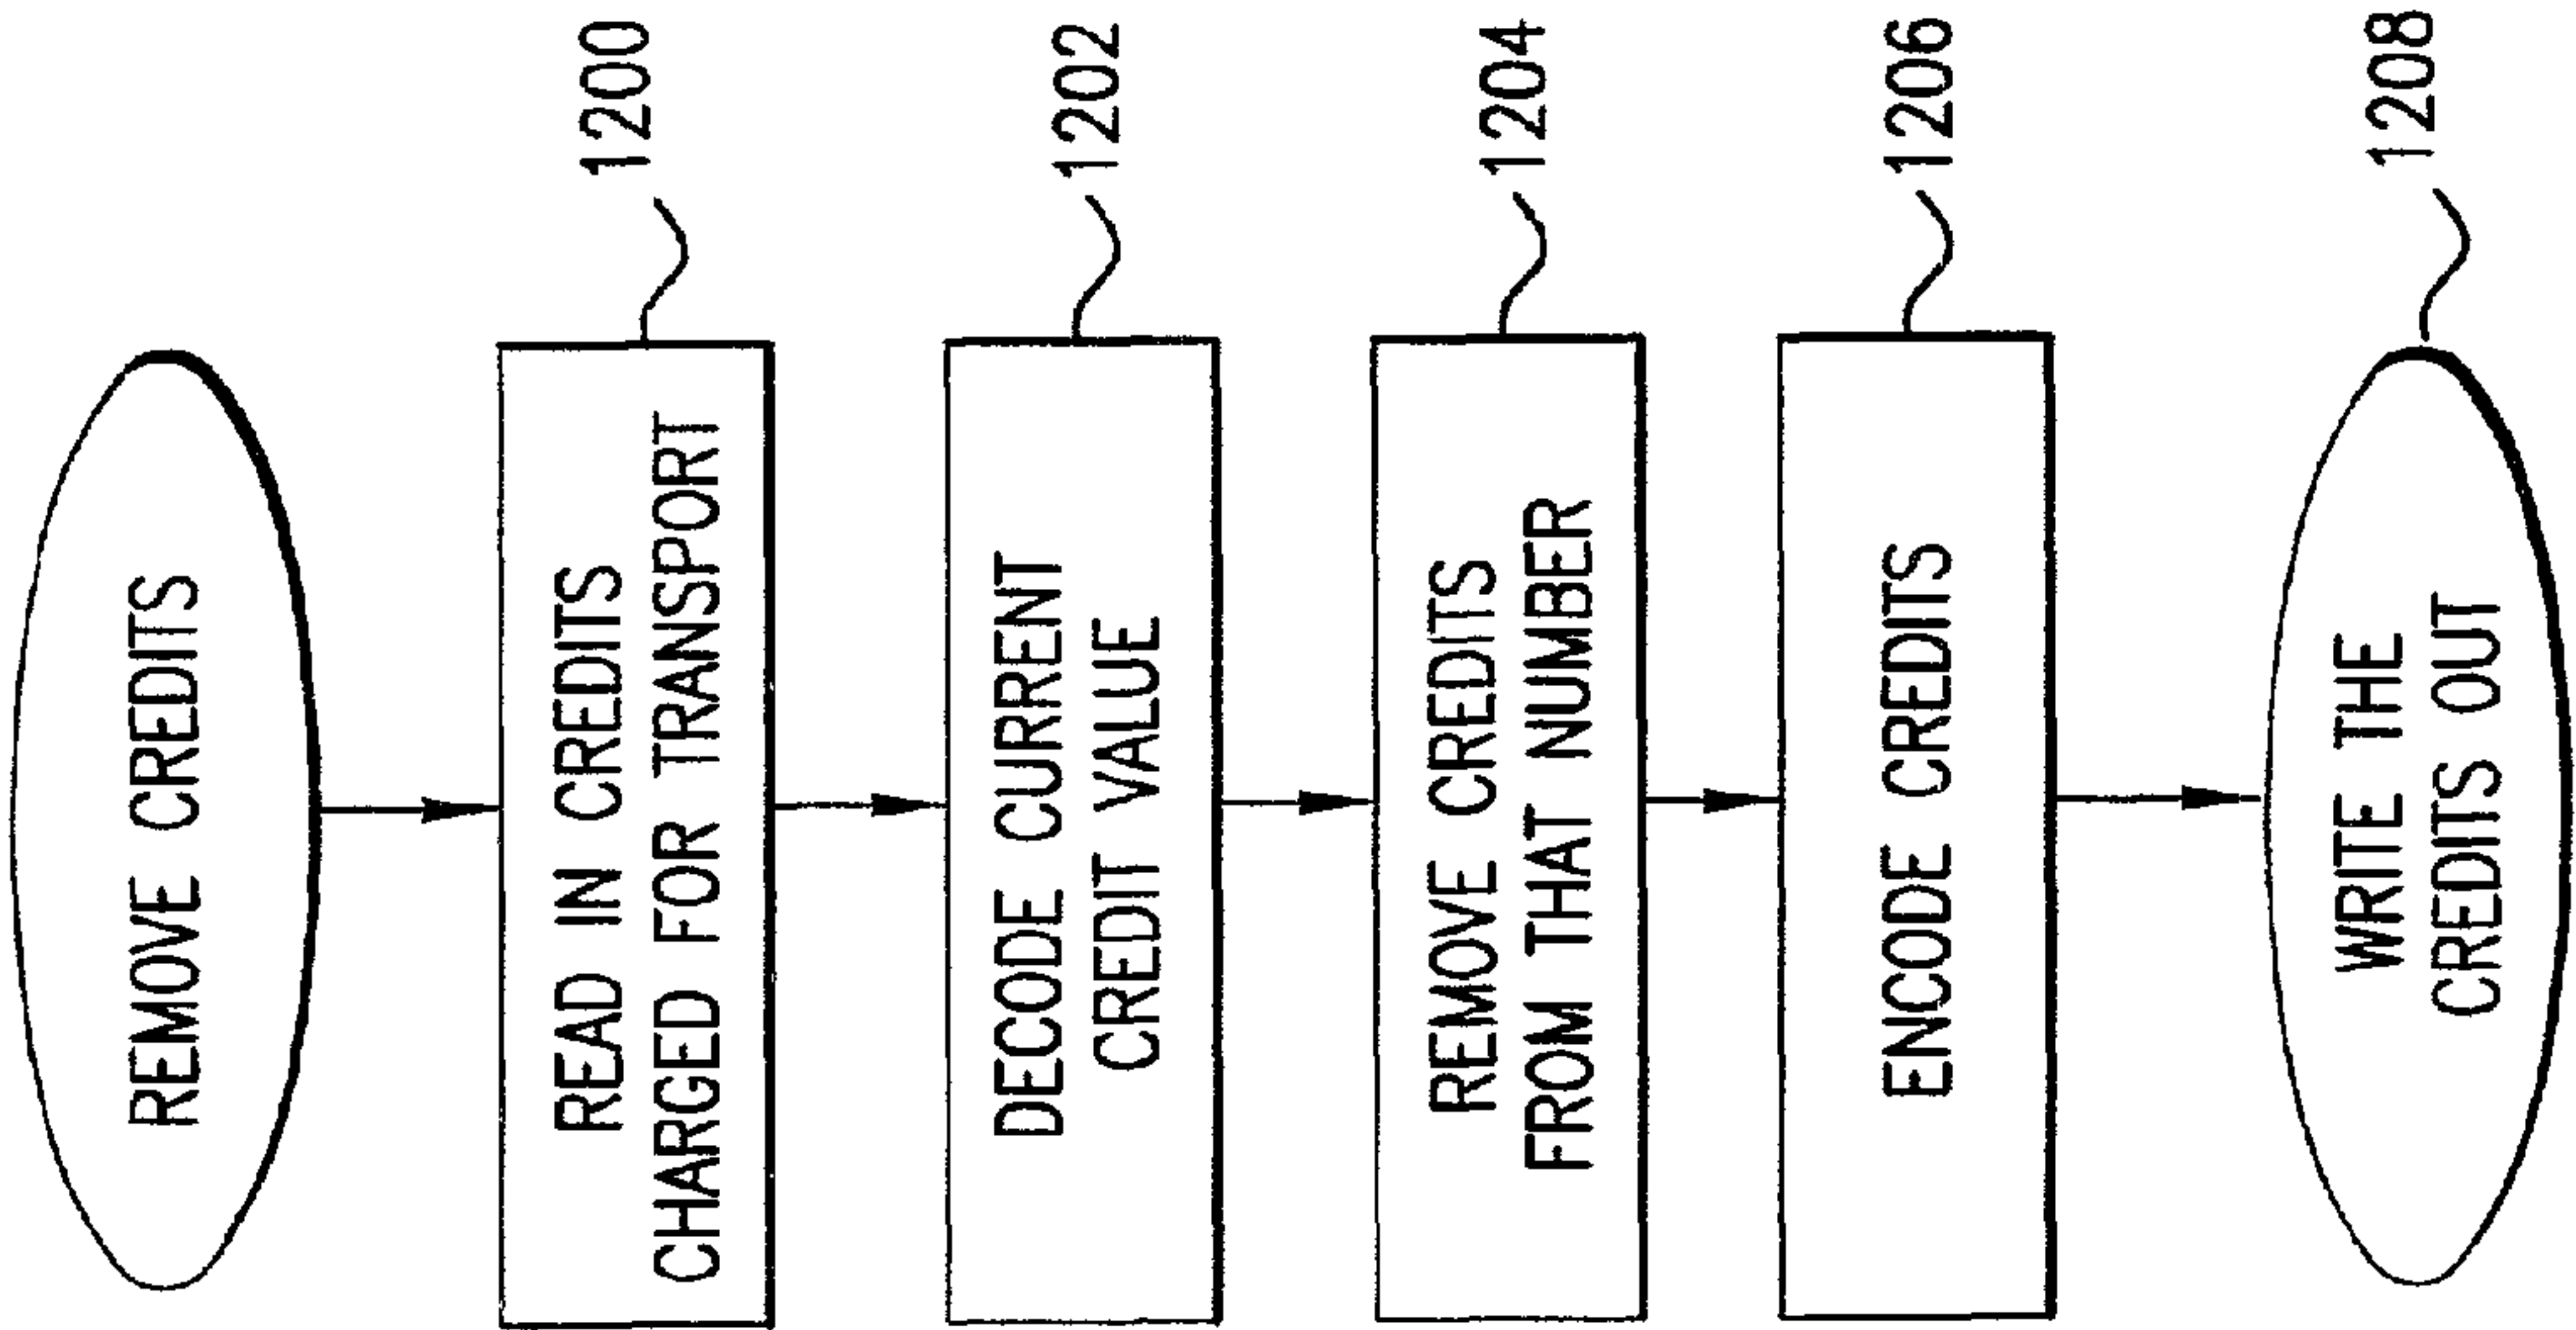 REMOVE CREDITS
READ IN CREDITS
CHARGED FOR TRANSPORT
1200
DECODE CURRENT
CREDIT VALUE
1202
REMOVE CREDITS
FROM THAT NUMBER
1204
ENCODE CREDITS
1206
WRITE THE
CREDITS OUT
1208